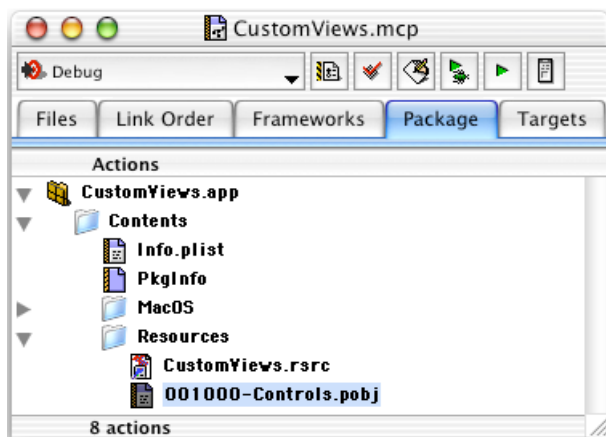 CustomViews.mcp
Debug
Files Link Order Frameworks Package Targets
Actions
CustomViews.app
Contents
Info.plist
PkgInfo
MacOS
Resources
CustomViews.rsrc
001000-Controls.pobj
8 actions